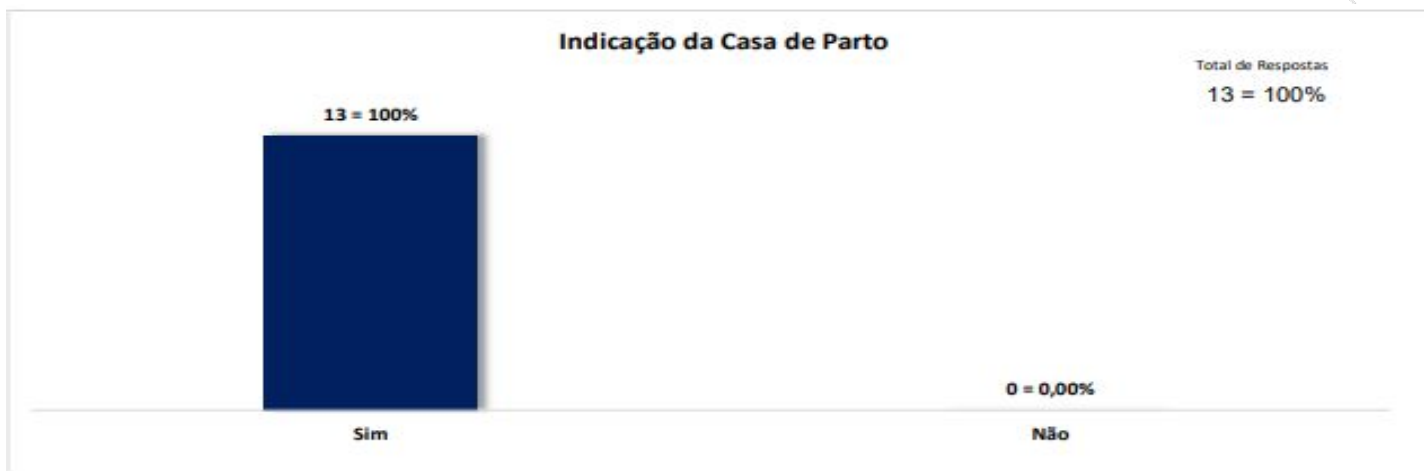 Indicação da Casa de Parto
Total de Respostas
13 = 100%
13 = 100%
0 = 0,00%
Sim
Não